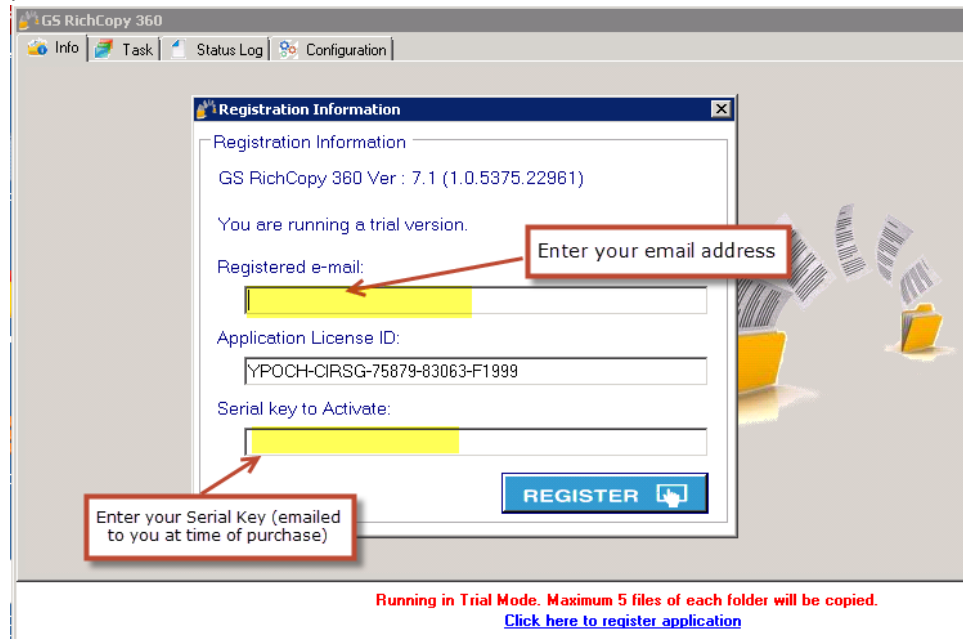 GS RichCopy 360
Info Task Status Log Configuration
Registration Information
Registration Information
GS RichCopy 360 Ver : 7.1 (1.0.5375.22961)
You are running a trial version.
Enter your email address
Registered e-mail:
Application License ID:
YPOCH-CIRSG-75879-83063-F1999
Serial key to Activate:
REGISTER
Enter your Serial Key (emailed
to you at time of purchase)
Running in Trial Mode. Maximum 5 files of each folder will be copied.
Click here to register application